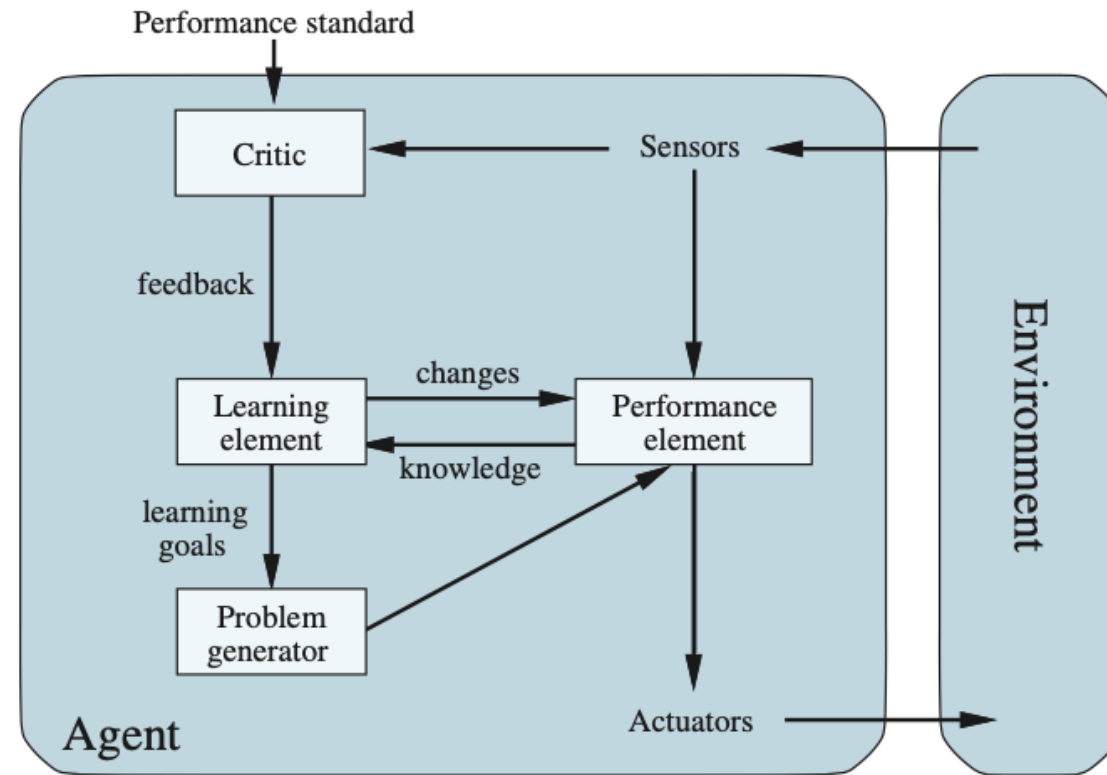 Performance standard
Critic
Sensors
feedback
changes
Learning
element
Performance
element
knowledge
learning
goals
Problem
generator
Agent
Actuators
Environment